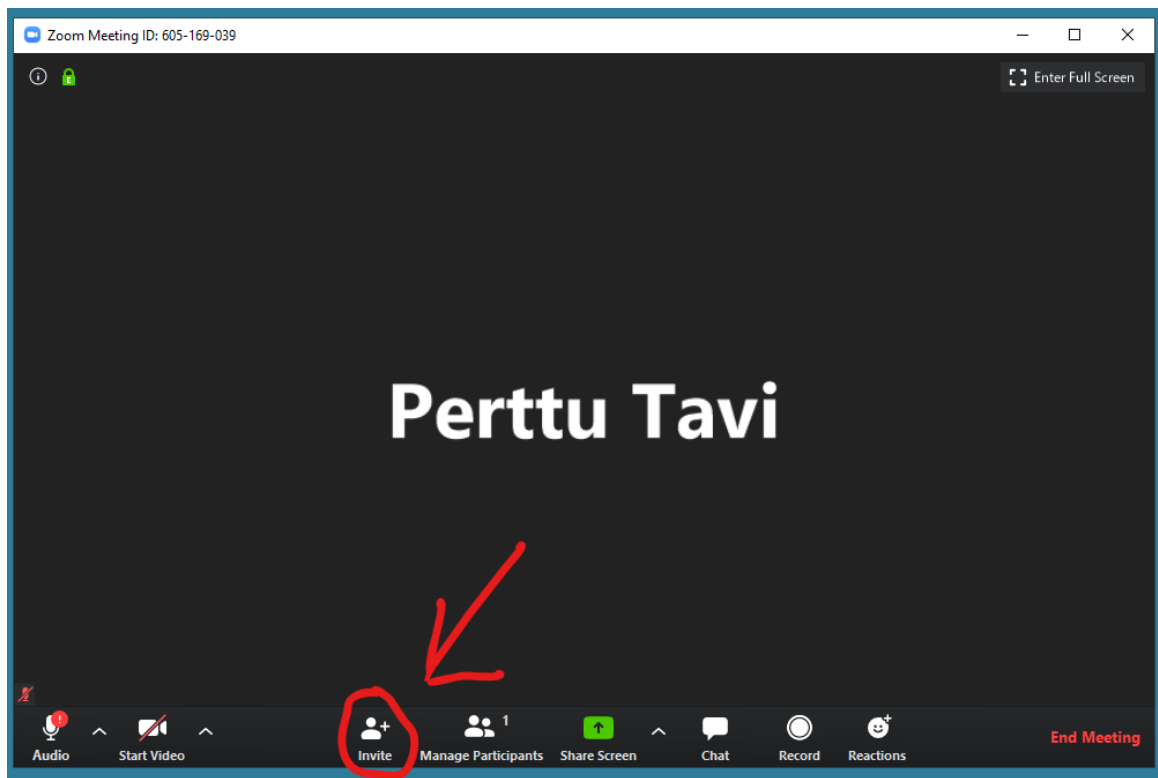 Zoom Meeting ID: 605-169-039
Enter Full Screen
Perttu Tavi
1
Audio Start Video Invite Manage Participants Share Screen Chat Record Reactions End Meeting